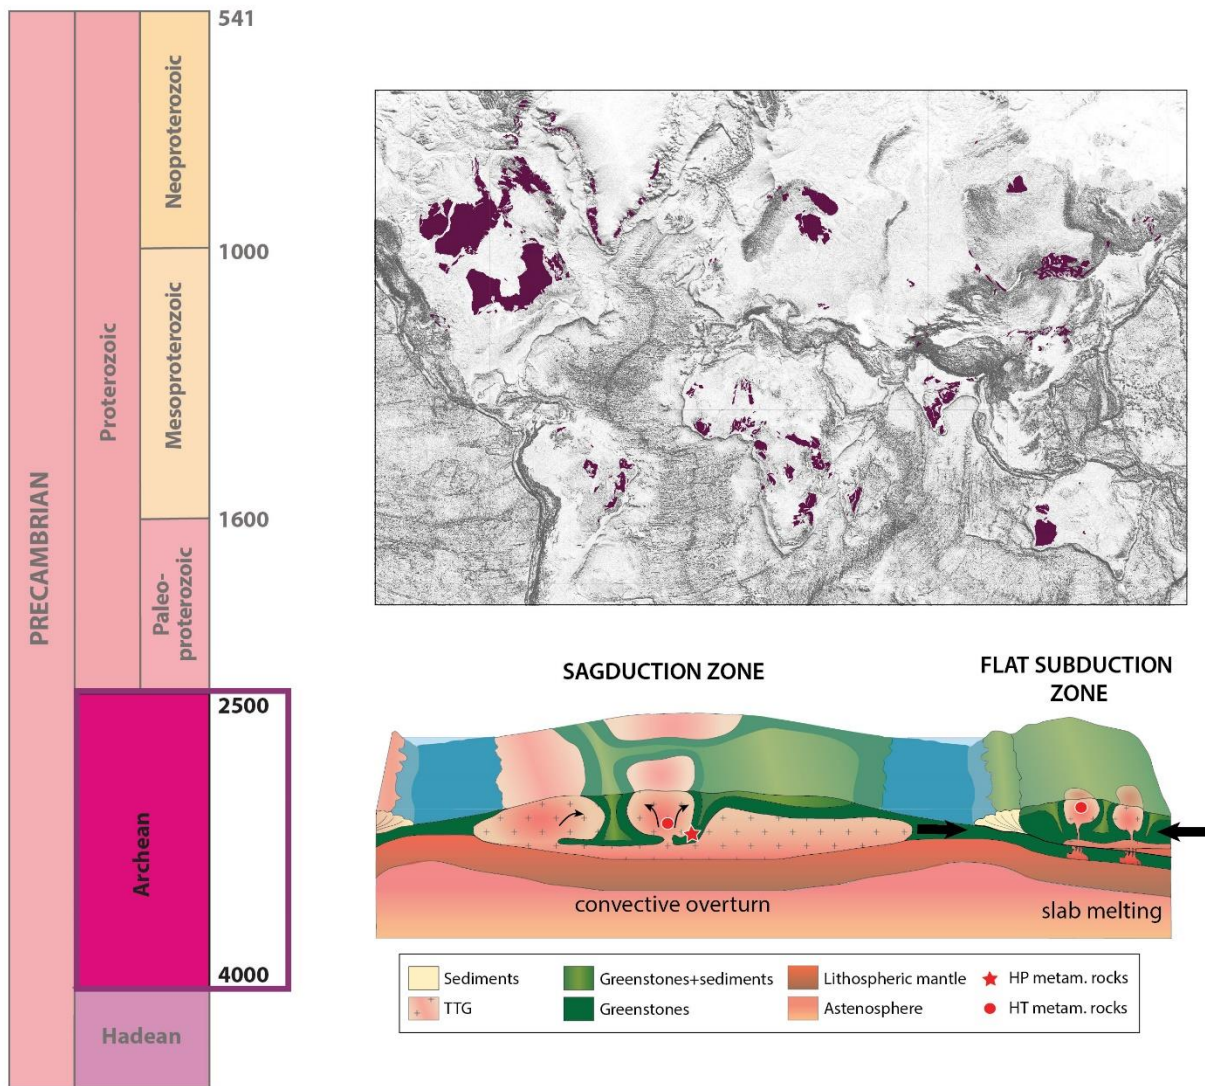 PRECAMBRIAN
Proterozoic
Neoproterozoic
Mesoproterozoic
Paleo-
proterozoic
Archean
Hadean
541
1000
1600
2500
4000
SAGDUCTION ZONE
FLAT SUBDUCTION
ZONE
convective overturn
slab melting
Sediments
Greenstones+sediments
Lithospheric mantle
HP metam. rocks
TTG
Greenstones
Astenosphere
HT metam. rocks